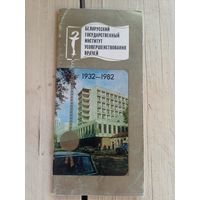 БЕЛОРУССКИЙ
ГОСУДАРСТВЕННЫЙ
ИНСТИТУТ
УСОВЕРШЕНСТВОВАНИЯ
ВРАЧЕЙ
1932—1982